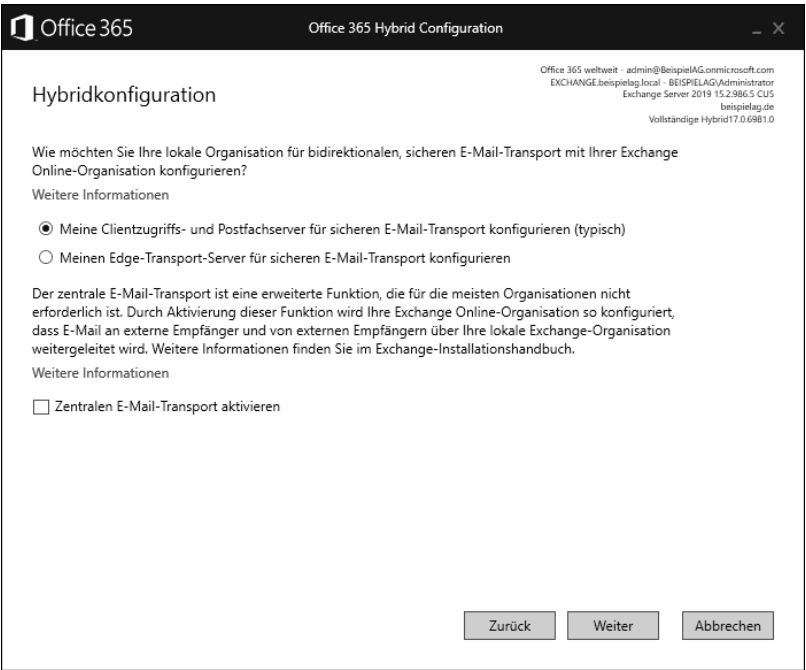 Office 365
Office 365 Hybrid Configuration
Office 365 weltweit - admin@BeispielAG.onmicrosoft.com
EXCHANGE.beispielag.local - BEISPIELAG\Administrator
Exchange Server 2019 15.2.986.5 CU5
beispielag.de
Vollständige Hybrid17.0.6981.0
Hybridkonfiguration
Wie möchten Sie Ihre lokale Organisation für bidirektionalen, sicheren E-Mail-Transport mit Ihrer Exchange
Online-Organisation konfigurieren?
Weitere Informationen
Meine Clientzugriffs- und Postfachserver für sicheren E-Mail-Transport konfigurieren (typisch)
Meinen Edge-Transport-Server für sicheren E-Mail-Transport konfigurieren
Der zentrale E-Mail-Transport ist eine erweiterte Funktion, die für die meisten Organisationen nicht
erforderlich ist. Durch Aktivierung dieser Funktion wird Ihre Exchange Online-Organisation so konfiguriert,
dass E-Mail an externe Empfänger und von externen Empfängern über Ihre lokale Exchange-Organisation
weitergeleitet wird. Weitere Informationen finden Sie im Exchange-Installationshandbuch.
Weitere Informationen
Zentralen E-Mail-Transport aktivieren
Zurück
Weiter
Abbrechen